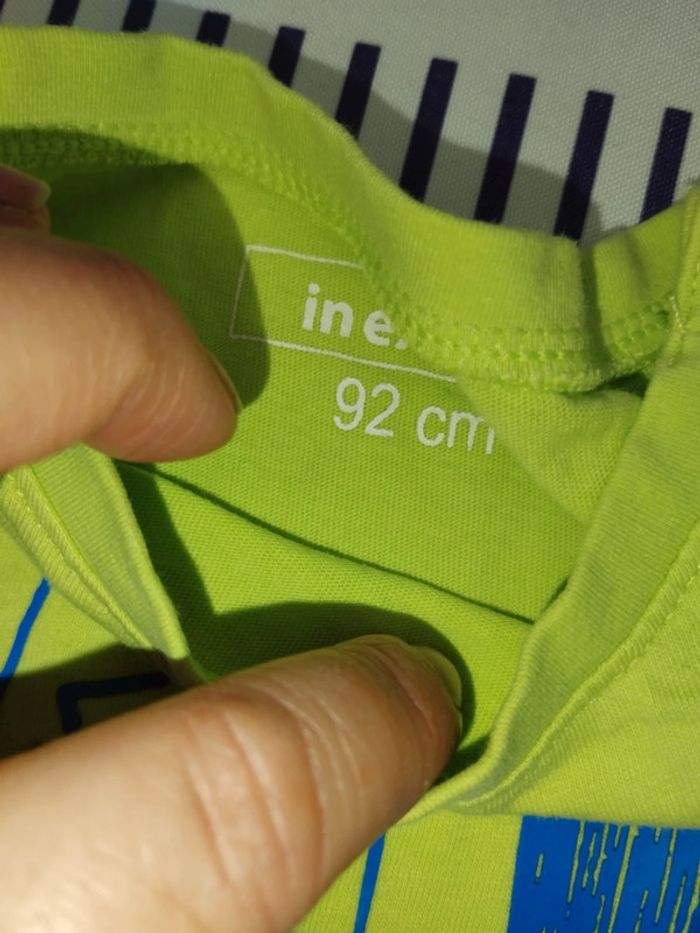 in e.
92 cm